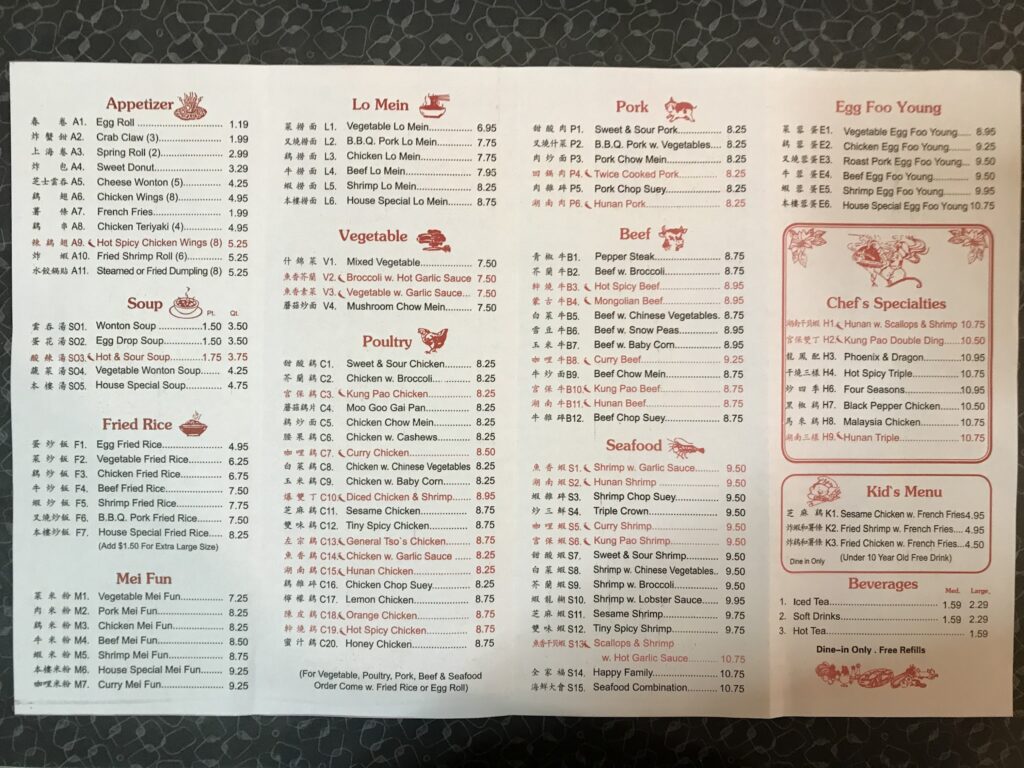 Appetizer
春 卷 A1. Egg Roll 1.19
炸 蟹 鉗 A2. Crab Claw (3) 2.99
上 海 卷 A3. Spring Roll (2) 2.99
炸 包 A4. Sweet Donut 3.29
芝士雲吞 A5. Cheese Wonton (5) 4.25
鷄 翅 A6. Chicken Wings (8) 4.95
薯 條 A7. French Fries 1.99
鷄 串 A8. Chicken Teriyaki (4) 4.95
辣 鷄 翅 A9. Hot Spicy Chicken Wings (8) 5.25
炸 蝦 A10. Fried Shrimp Roll (6) 5.25
水餃鍋貼 A11. Steamed or Fried Dumpling (8) 5.25
Soup
Pt. Qt.
雲 吞 湯 SO1. Wonton Soup 1.50 3.50
蛋 花 湯 SO2. Egg Drop Soup 1.50 3.50
酸 辣 湯 SO3. Hot & Sour Soup 1.75 3.75
蔬 菜 湯 SO4. Vegetable Wonton Soup 4.25
本 樓 湯 SO5. House Special Soup 4.75
Fried Rice
蛋 炒 飯 F1. Egg Fried Rice 4.95
菜 炒 飯 F2. Vegetable Fried Rice 6.25
鷄 炒 飯 F3. Chicken Fried Rice 6.75
牛 炒 飯 F4. Beef Fried Rice 7.50
蝦 炒 飯 F5. Shrimp Fried Rice 7.75
叉燒炒飯 F6. B.B.Q. Pork Fried Rice 7.50
本樓炒飯 F7. House Special Fried Rice 8.25
(Add $1.50 For Extra Large Size)
Mei Fun
菜 米 粉 M1. Vegetable Mei Fun 7.25
肉 米 粉 M2. Pork Mei Fun 8.25
鷄 米 粉 M3. Chicken Mei Fun 8.25
牛 米 粉 M4. Beef Mei Fun 8.50
蝦 米 粉 M5. Shrimp Mei Fun 8.75
本樓米粉 M6. House Special Mei Fun 9.25
咖喱米粉 M7. Curry Mei Fun 9.25
Lo Mein
菜 撈 面 L1. Vegetable Lo Mein 6.95
叉燒撈面 L2. B.B.Q. Pork Lo Mein 7.75
鷄 撈 面 L3. Chicken Lo Mein 7.75
牛 撈 面 L4. Beef Lo Mein 7.95
蝦 撈 面 L5. Shrimp Lo Mein 8.25
本樓撈面 L6. House Special Lo Mein 8.75
Vegetable
什 錦 菜 V1. Mixed Vegetable 7.50
魚香芥蘭 V2. Broccoli w. Hot Garlic Sauce 7.50
魚香素菜 V3. Vegetable w. Garlic Sauce 7.50
蘑菇炒面 V4. Mushroom Chow Mein 7.50
Poultry
甜 酸 鷄 C1. Sweet & Sour Chicken 8.25
芥 蘭 鷄 C2. Chicken w. Broccoli 8.25
宮 保 鷄 C3. Kung Pao Chicken 8.25
蘑菇鷄片 C4. Moo Goo Gai Pan 8.25
鷄 炒 面 C5. Chicken Chow Mein 8.25
腰 果 鷄 C6. Chicken w. Cashews 8.25
咖 喱 鷄 C7. Curry Chicken 8.50
白 菜 鷄 C8. Chicken w. Chinese Vegetables 8.25
玉 米 鷄 C9. Chicken w. Baby Corn 8.25
爆 雙 丁 C10. Diced Chicken & Shrimp 8.95
芝 麻 鷄 C11. Sesame Chicken 8.75
雙 味 鷄 C12. Tiny Spicy Chicken 8.75
左 宗 鷄 C13. General Tso's Chicken 8.75
魚 香 鷄 C14. Chicken w. Garlic Sauce 8.25
湖 南 鷄 C15. Hunan Chicken 8.25
鷄 雜 碎 C16. Chicken Chop Suey 8.25
檸 檬 鷄 C17. Lemon Chicken 8.75
陳 皮 鷄 C18. Orange Chicken 8.75
幹 燒 鷄 C19. Hot Spicy Chicken 8.75
蜜 汁 鷄 C20. Honey Chicken 8.75
(For Vegetable, Poultry, Pork, Beef & Seafood
Order Come w. Fried Rice or Egg Roll)
Pork
甜 酸 肉 P1. Sweet & Sour Pork 8.25
叉燒什菜 P2. B.B.Q. Pork w. Vegetables 8.25
肉 炒 面 P3. Pork Chow Mein 8.25
回 鍋 肉 P4. Twice Cooked Pork 8.25
肉 雜 碎 P5. Pork Chop Suey 8.25
湖 南 肉 P6. Hunan Pork 8.25
Beef
青 椒 牛 B1. Pepper Steak 8.75
芥 蘭 牛 B2. Beef w. Broccoli 8.75
幹 燒 牛 B3. Hot Spicy Beef 8.95
蒙 古 牛 B4. Mongolian Beef 8.95
白 菜 牛 B5. Beef w. Chinese Vegetables. 8.75
雪 豆 牛 B6. Beef w. Snow Peas 8.95
玉 米 牛 B7. Beef w. Baby Corn 8.95
咖 喱 牛 B8. Curry Beef 9.25
牛 炒 面 B9. Beef Chow Mein 8.75
宮 保 牛 B10. Kung Pao Beef 8.75
湖 南 牛 B11. Hunan Beef 8.75
牛 雜 碎 B12. Beef Chop Suey 8.75
Seafood
魚 香 蝦 S1. Shrimp w. Garlic Sauce 9.50
湖 南 蝦 S2. Hunan Shrimp 9.50
蝦 雜 碎 S3. Shrimp Chop Suey 9.50
炒 三 鮮 S4. Triple Crown 9.50
咖 喱 蝦 S5. Curry Shrimp 9.50
宮 保 蝦 S6. Kung Pao Shrimp 9.50
甜 酸 蝦 S7. Sweet & Sour Shrimp 9.50
白 菜 蝦 S8. Shrimp w. Chinese Vegetables.. 9.50
芥 蘭 蝦 S9. Shrimp w. Broccoli 9.50
蝦 龍 糊 S10. Shrimp w. Lobster Sauce 9.95
芝 麻 蝦 S11. Sesame Shrimp 9.75
雙 味 蝦 S12. Tiny Spicy Shrimp 9.75
魚香干貝蝦 S13. Scallops & Shrimp
w. Hot Garlic Sauce 10.75
全 家 福 S14. Happy Family 10.75
海鮮大會 S15. Seafood Combination 10.75
Egg Foo Young
菜 蓉 蛋 E1. Vegetable Egg Foo Young 8.95
鷄 蓉 蛋 E2. Chicken Egg Foo Young 9.25
叉燒蓉蛋 E3. Roast Pork Egg Foo Young 9.50
牛 蓉 蛋 E4. Beef Egg Foo Young 9.50
蝦 蓉 蛋 E5. Shrimp Egg Foo Young 9.95
本樓蓉蛋 E6. House Special Egg Foo Young 10.75
Chef's Specialties
湖南干貝蝦 H1. Hunan w. Scallops & Shrimp 10.75
宮 保 雙 丁 H2. Kung Pao Double Ding 10.50
龍 鳳 配 H3. Phoenix & Dragon 10.95
干燒三樣 H4. Hot Spicy Triple 10.75
炒 四 季 H6. Four Seasons 10.95
黑 椒 鷄 H7. Black Pepper Chicken 10.50
馬 來 鷄 H8. Malaysia Chicken 10.75
湖南三樣 H9. Hunan Triple 10.75
Kid's Menu
芝 麻 鷄 K1. Sesame Chicken w. French Fries 4.95
炸蝦和薯條 K2. Fried Shrimp w. French Fries 4.95
炸鷄和薯條 K3. Fried Chicken w. French Fries 4.50
Dine in Only (Under 10 Year Old Free Drink)
Beverages
Med. Large.
1. Iced Tea 1.59 2.29
2. Soft Drinks 1.59 2.29
3. Hot Tea 1.59
Dine-in Only . Free Refills